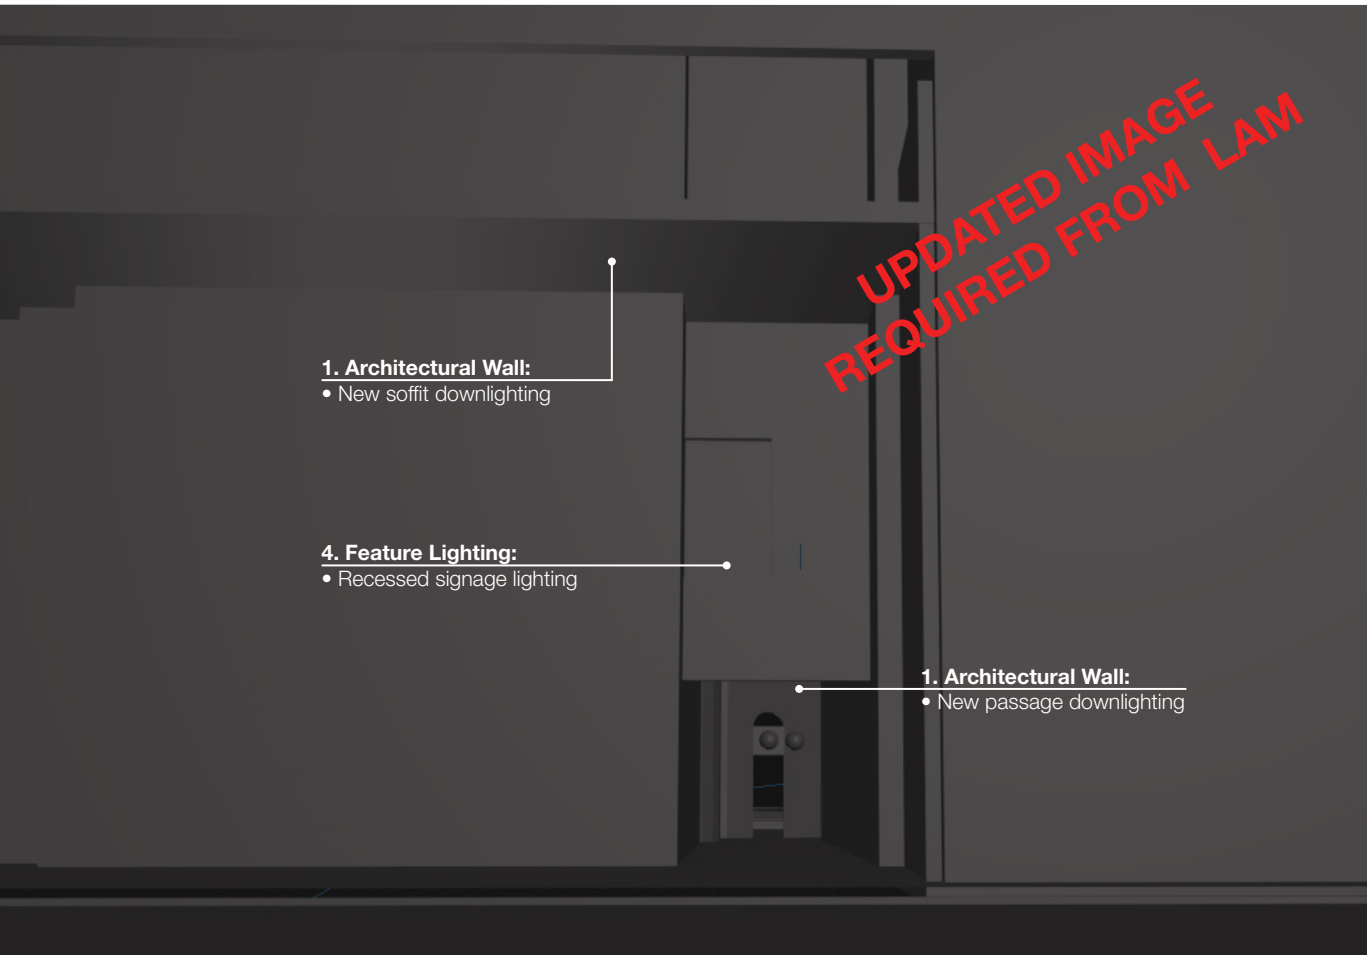 UPDATED IMAGE
REQUIRED FROM LAM
1. Architectural Wall:
• New soffit downlighting
4. Feature Lighting:
• Recessed signage lighting
1. Architectural Wall:
• New passage downlighting